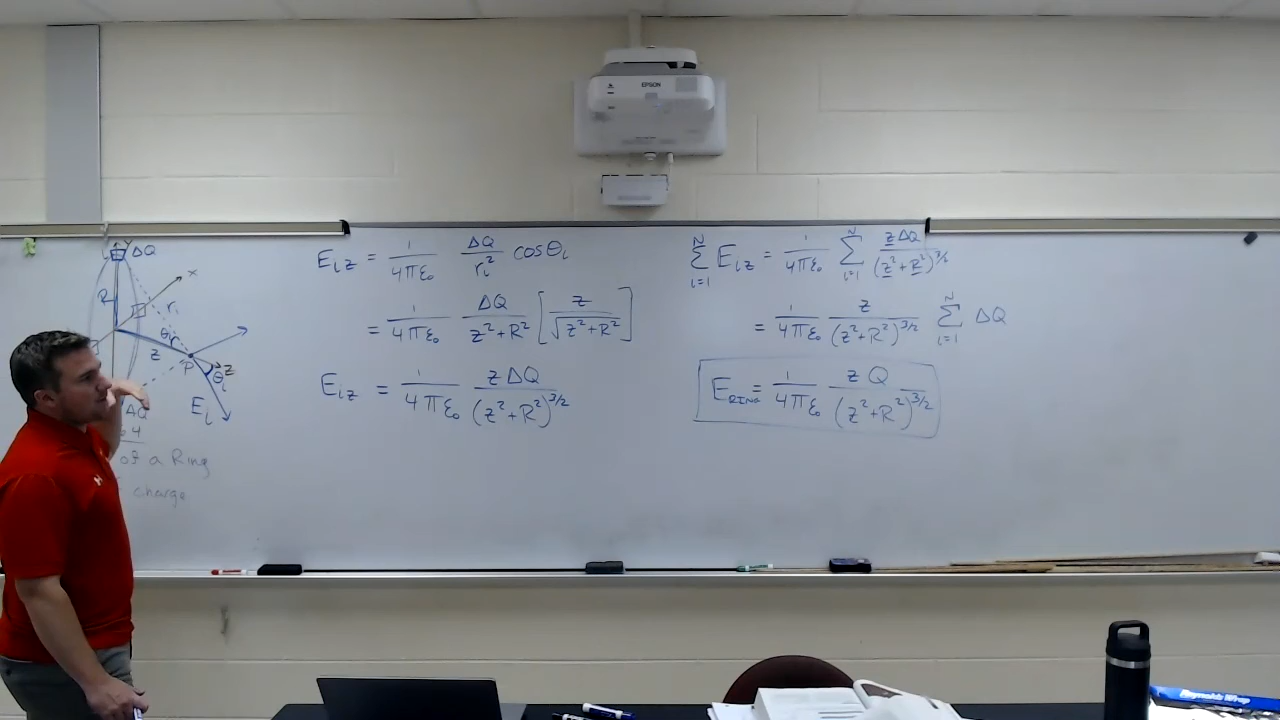 EPSON
ΔQ
x
R
r_i
θ_i
z
P
z
θ_i
E_i
ΔQ
4
of a Ring
charge
E_iz = 1/(4πε₀) ΔQ/r_i² cosθ_i
= 1/(4πε₀) ΔQ/(z²+R²) [z/√(z²+R²)]
E_iz = 1/(4πε₀) zΔQ/(z²+R²)^(3/2)
Σ_{i=1}^{N} E_iz = 1/(4πε₀) Σ_{i=1}^{N} zΔQ/(z²+R²)^(3/2)
= 1/(4πε₀) z/(z²+R²)^(3/2) Σ_{i=1}^{N} ΔQ
E_RING = 1/(4πε₀) zQ/(z²+R²)^(3/2)